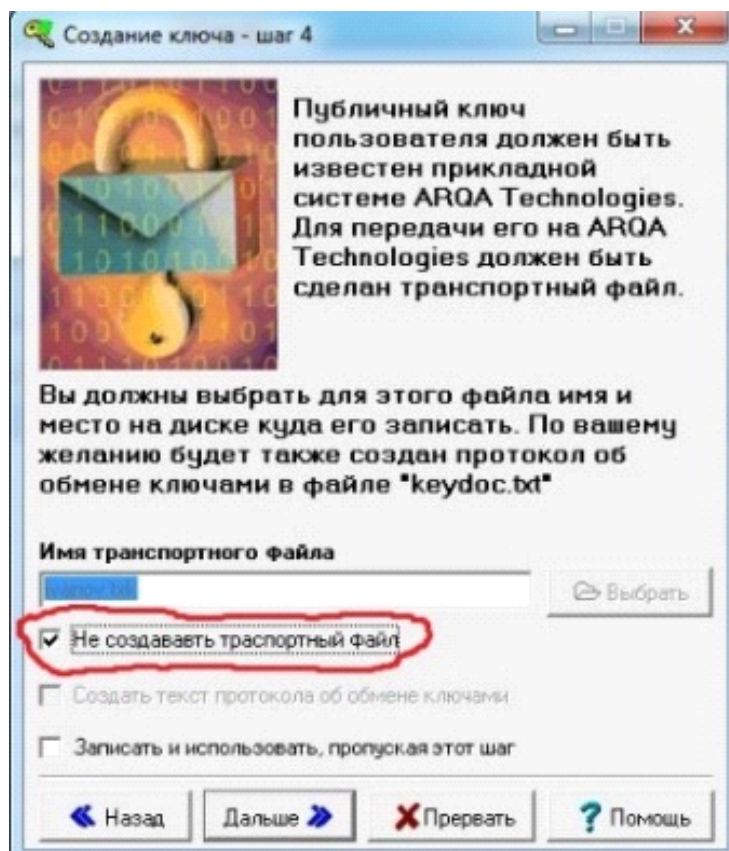 Создание ключа - шаг 4
Публичный ключ
пользователя должен быть
известен прикладной
системе ARQA Technologies.
Для передачи его на ARQA
Technologies должен быть
сделан транспортный файл.
Вы должны выбрать для этого файла имя и
место на диске куда его записать. По вашему
желанию будет также создан протокол об
обмене ключами в файле "keydoc.txt"
Имя транспортного файла
Выбрать
Не создававть траспортный файл
Создать текст протокола об обмене ключами
Записать и использовать, пропуская этот шаг
Назад Дальше Прервать Помощь